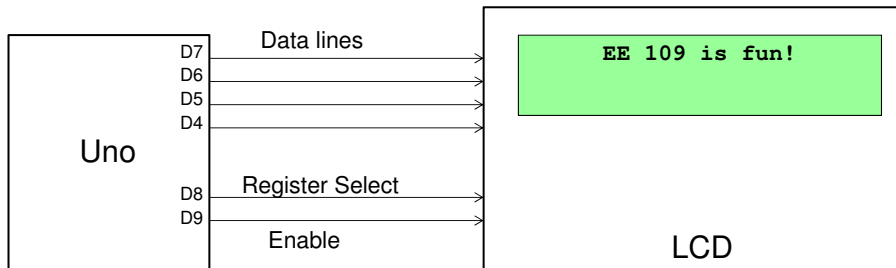 Data lines
EE 109 is fun!
D7
D6
D5
D4
Uno
D8
Register Select
D9
Enable
LCD